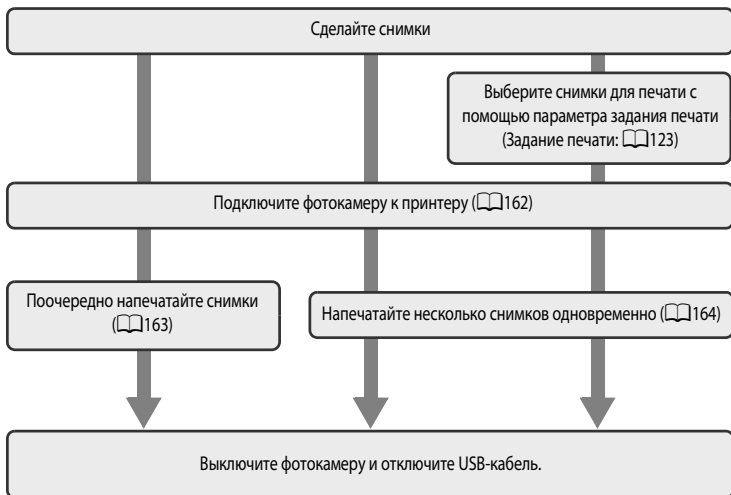 Сделайте снимки
Выберите снимки для печати с
помощью параметра задания печати
(Задание печати: 123)
Подключите фотокамеру к принтеру (162)
Поочередно напечатайте снимки
(163)
Напечатайте несколько снимков одновременно (164)
Выключите фотокамеру и отключите USB-кабель.